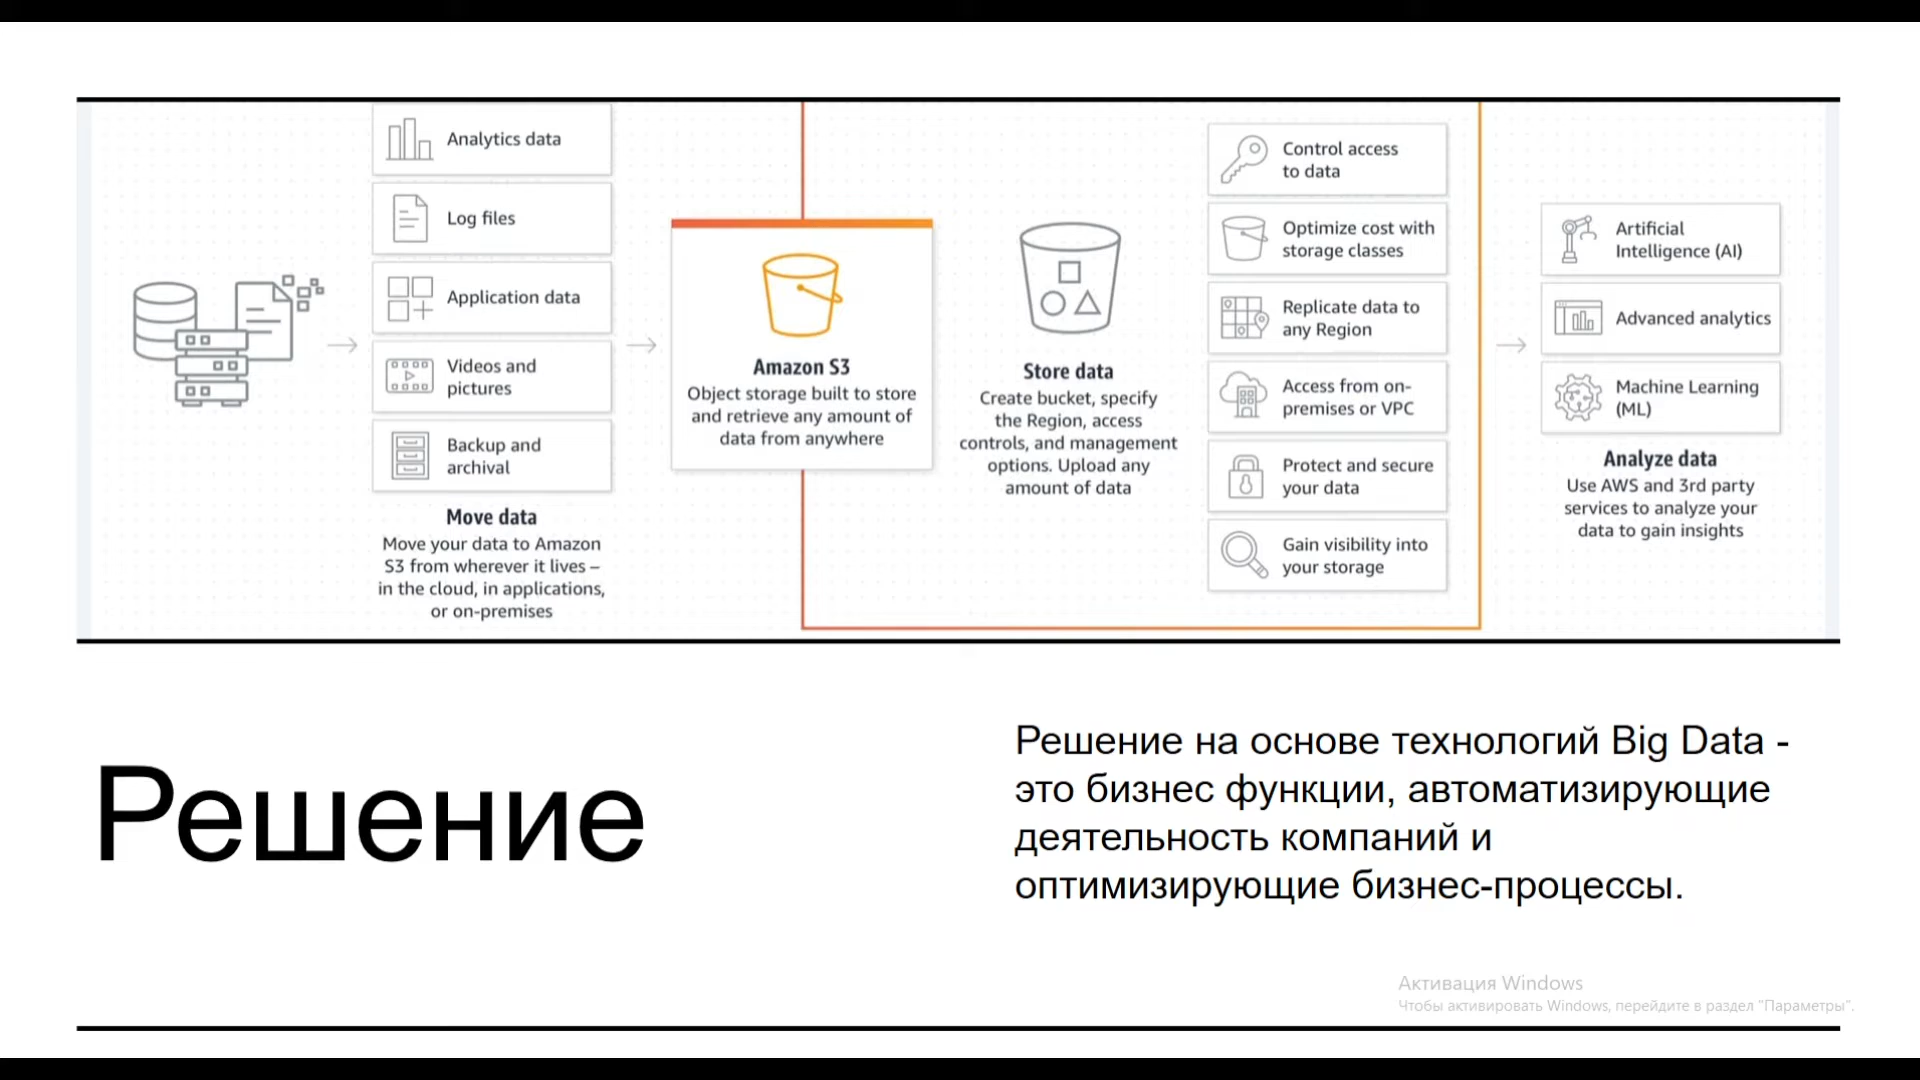 Analytics data
Log files
Application data
Videos and
pictures
Backup and
archival
Move data
Move your data to Amazon
S3 from wherever it lives –
in the cloud, in applications,
or on-premises
Amazon S3
Object storage built to store
and retrieve any amount of
data from anywhere
Store data
Create bucket, specify
the Region, access
controls, and management
options. Upload any
amount of data
Control access
to data
Optimize cost with
storage classes
Replicate data to
any Region
Access from on-
premises or VPC
Protect and secure
your data
Gain visibility into
your storage
Artificial
Intelligence (AI)
Advanced analytics
Machine Learning
(ML)
Analyze data
Use AWS and 3rd party
services to analyze your
data to gain insights
Решение
Решение на основе технологий Big Data -
это бизнес функции, автоматизирующие
деятельность компаний и
оптимизирующие бизнес-процессы.
Активация Windows
Чтобы активировать Windows, перейдите в раздел "Параметры".